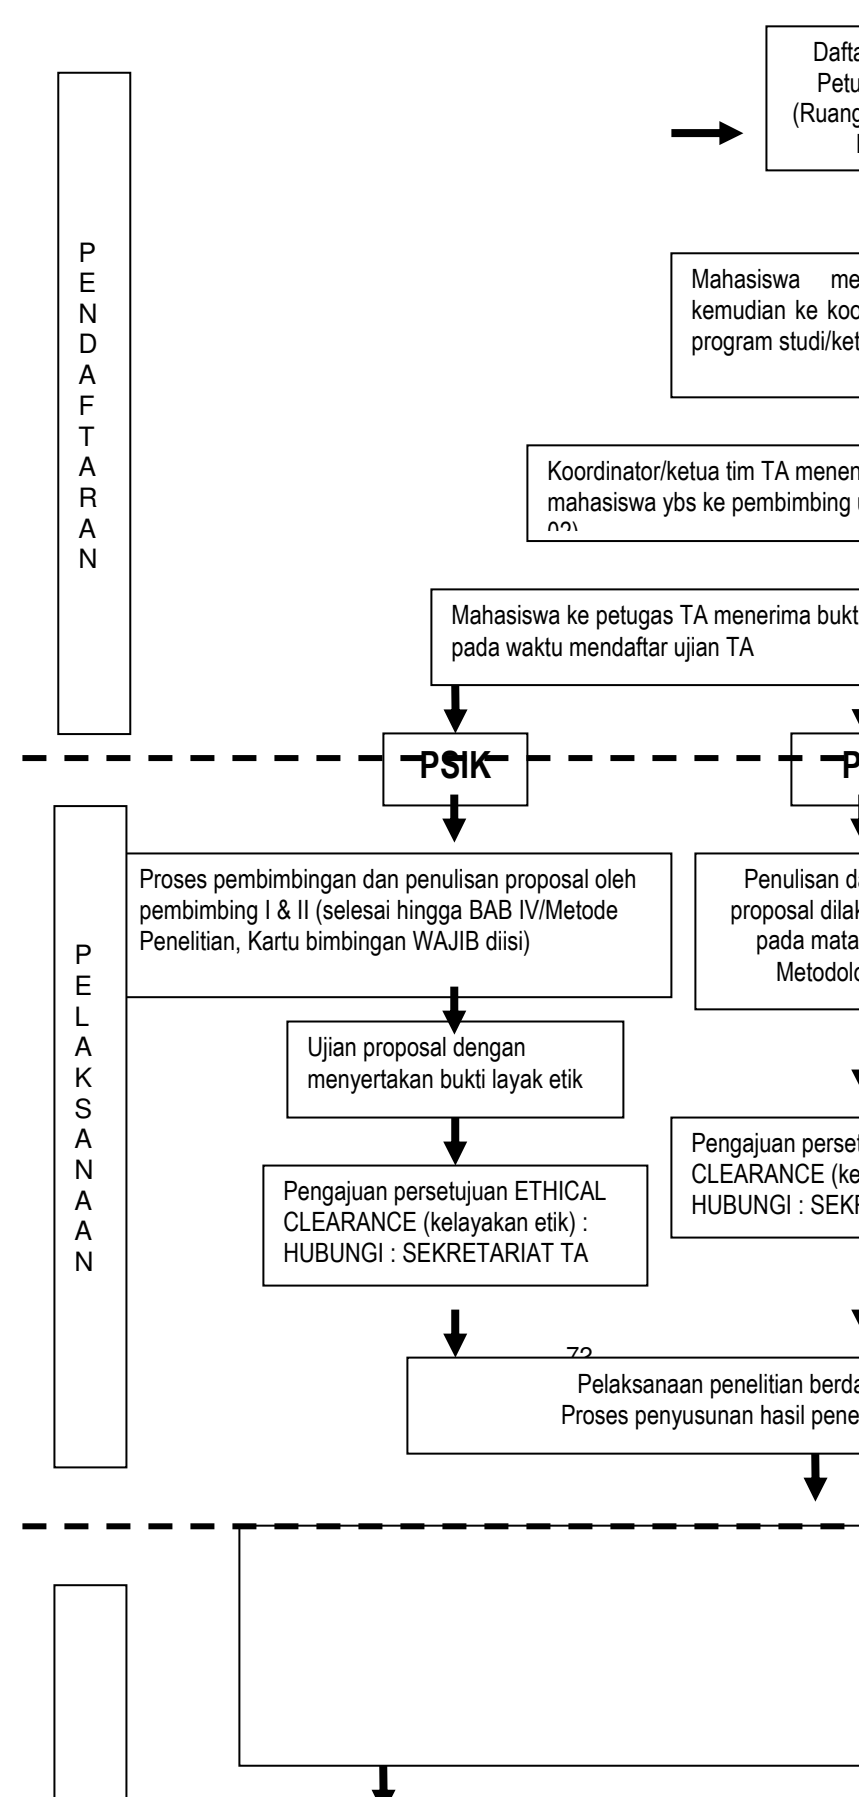 Petu
(Ruang
PENDAFTARAN
Mahasiswa me
kemudian ke koo
program studi/ket
Koordinator/ketua tim TA menen
mahasiswa ybs ke pembimbing
02)
Mahasiswa ke petugas TA menerima bukt
pada waktu mendaftar ujian TA
PSIK
P
PELAKSANAAN
Proses pembimbingan dan penulisan proposal oleh
pembimbing I & II (selesai hingga BAB IV/Metode
Penelitian, Kartu bimbingan WAJIB diisi)
Penulisan da
proposal dilak
pada mata
Metodolo
Ujian proposal dengan
menyertakan bukti layak etik
Pengajuan persetujuan ETHICAL
CLEARANCE (kelayakan etik) :
HUBUNGI : SEKRETARIAT TA
Pengajuan perset
CLEARANCE (ke
HUBUNGI : SEKR
Pelaksanaan penelitian berda
Proses penyusunan hasil pene